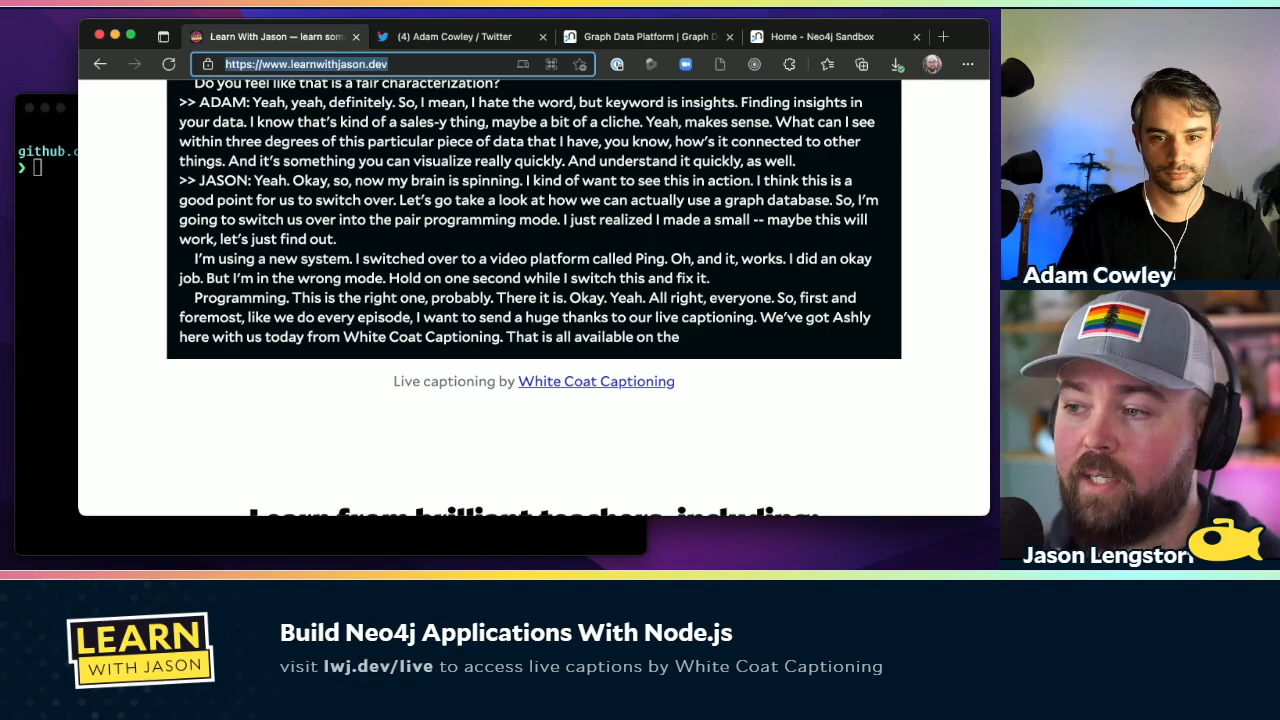 Learn With Jason — learn som
(4) Adam Cowley / Twitter
Graph Data Platform | Graph D
Home - Neo4j Sandbox
https://www.learnwithjason.dev
github.c
Do you feel like that is a fair characterization?
>> ADAM: Yeah, yeah, definitely. So, I mean, I hate the word, but keyword is insights. Finding insights in
your data. I know that's kind of a sales-y thing, maybe a bit of a cliche. Yeah, makes sense. What can I see
within three degrees of this particular piece of data that I have, you know, how's it connected to other
things. And it's something you can visualize really quickly. And understand it quickly, as well.
>> JASON: Yeah. Okay, so, now my brain is spinning. I kind of want to see this in action. I think this is a
good point for us to switch over. Let's go take a look at how we can actually use a graph database. So, I'm
going to switch us over into the pair programming mode. I just realized I made a small -- maybe this will
work, let's just find out.
I'm using a new system. I switched over to a video platform called Ping. Oh, and it, works. I did an okay
job. But I'm in the wrong mode. Hold on one second while I switch this and fix it.
Programming. This is the right one, probably. There it is. Okay. Yeah. All right, everyone. So, first and
foremost, like we do every episode, I want to send a huge thanks to our live captioning. We've got Ashly
here with us today from White Coat Captioning. That is all available on the
Live captioning by White Coat Captioning
Learn from brilliant teachers, including:
Adam Cowley
Jason Lengstorf
LEARN
WITH JASON
Build Neo4j Applications With Node.js
visit lwj.dev/live to access live captions by White Coat Captioning